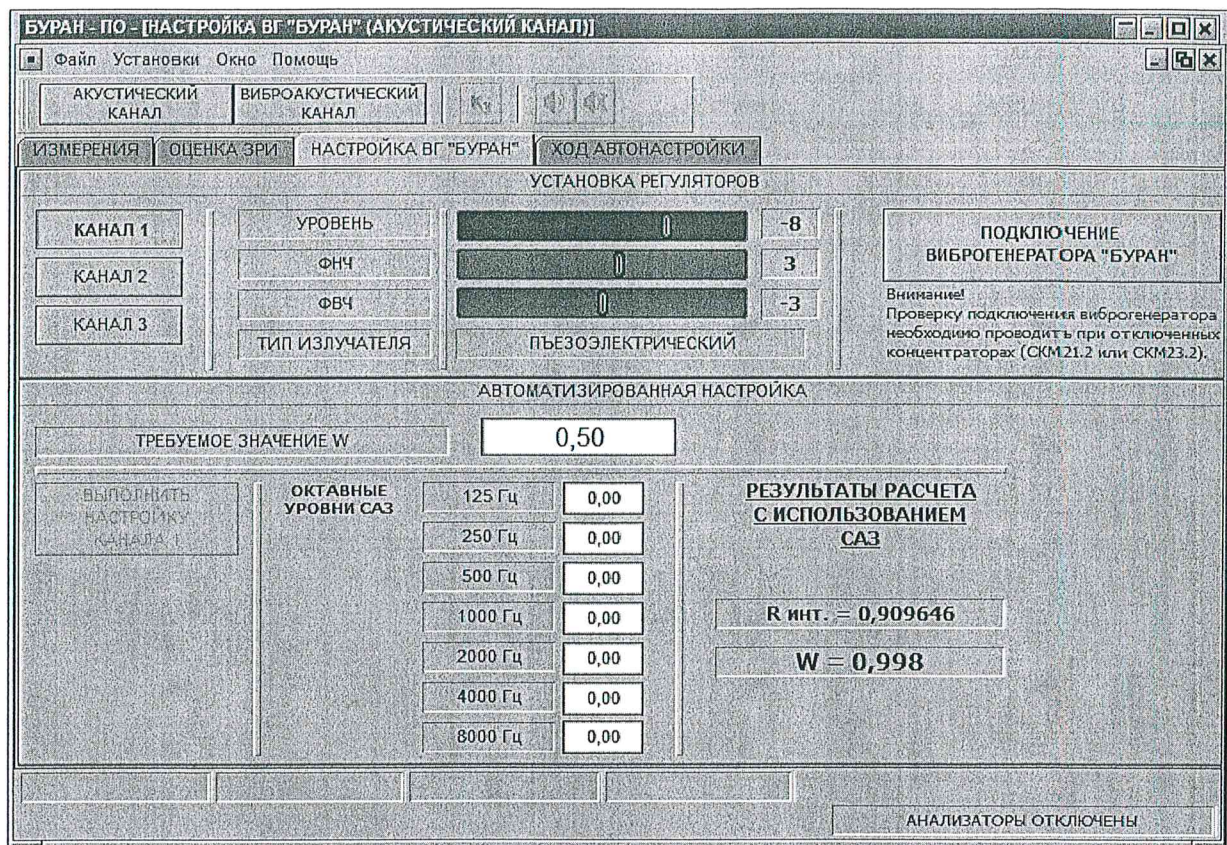 БУРАН - ПО - [НАСТРОЙКА ВГ "БУРАН" (АКУСТИЧЕСКИЙ КАНАЛ)]
Файл Установки Окно Помощь
АКУСТИЧЕСКИЙ КАНАЛ
ВИБРОАКУСТИЧЕСКИЙ КАНАЛ
ИЗМЕРЕНИЯ
ОЦЕНКА ЗРИ
НАСТРОЙКА ВГ "БУРАН"
ХОД АВТОНАСТРОЙКИ
УСТАНОВКА РЕГУЛЯТОРОВ
КАНАЛ 1
КАНАЛ 2
КАНАЛ 3
УРОВЕНЬ
-8
ФНЧ
3
ФВЧ
-3
ТИП ИЗЛУЧАТЕЛЯ
ПЪЕЗОЭЛЕКТРИЧЕСКИЙ
ПОДКЛЮЧЕНИЕ
ВИБРОГЕНЕРАТОРА "БУРАН"
Внимание!
Проверку подключения виброгенератора
необходимо проводить при отключенных
концентраторах (СКМ21.2 или СКМ23.2).
АВТОМАТИЗИРОВАННАЯ НАСТРОЙКА
ТРЕБУЕМОЕ ЗНАЧЕНИЕ W
0,50
ВЫПОЛНИТЬ
НАСТРОЙКУ
КАНАЛА 1
ОКТАВНЫЕ
УРОВНИ САЗ
125 Гц 0,00
250 Гц 0,00
500 Гц 0,00
1000 Гц 0,00
2000 Гц 0,00
4000 Гц 0,00
8000 Гц 0,00
РЕЗУЛЬТАТЫ РАСЧЕТА
С ИСПОЛЬЗОВАНИЕМ
САЗ
R инт. = 0,909646
W = 0,998
АНАЛИЗАТОРЫ ОТКЛЮЧЕНЫ